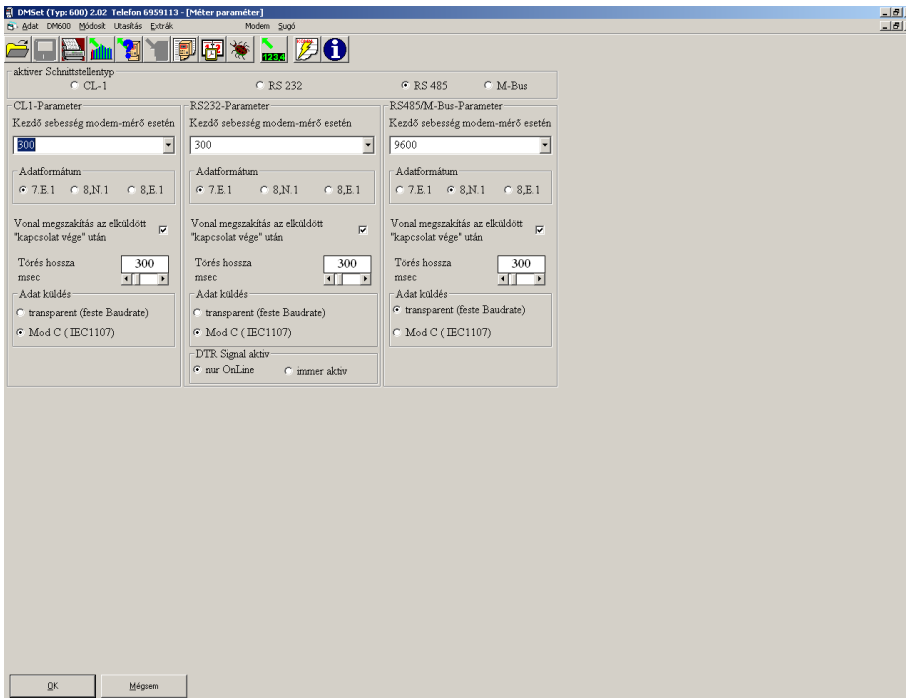 DMSet (Typ: 600) 2.02 Telefon 6959113 - [Méter paraméter]
Adat DM600 Módosít Utasítás Extrák Modem Sugó
1234
aktiver Schnittstellentyp
CL-1 RS 232 RS 485 M-Bus
CL1-Parameter RS232-Parameter RS485/M-Bus-Parameter
Kezdő sebesség modem-mérő esetén Kezdő sebesség modem-mérő esetén Kezdő sebesség modem-mérő esetén
300 300 9600
Adatformátum Adatformátum Adatformátum
7.E.1 8,N.1 8,E.1 7.E.1 8,N.1 8,E.1 7.E.1 8,N.1 8,E.1
Vonal megszakítás az elküldött Vonal megszakítás az elküldött Vonal megszakítás az elküldött
"kapcsolat vége" után "kapcsolat vége" után "kapcsolat vége" után
Törés hossza 300 Törés hossza 300 Törés hossza 300
msec msec msec
Adat küldés Adat küldés Adat küldés
transparent (feste Baudrate) transparent (feste Baudrate) transparent (feste Baudrate)
Mod C ( IEC1107) Mod C ( IEC1107) Mod C ( IEC1107)
DTR Signal aktiv
nur OnLine immer aktiv
OK Mégsem